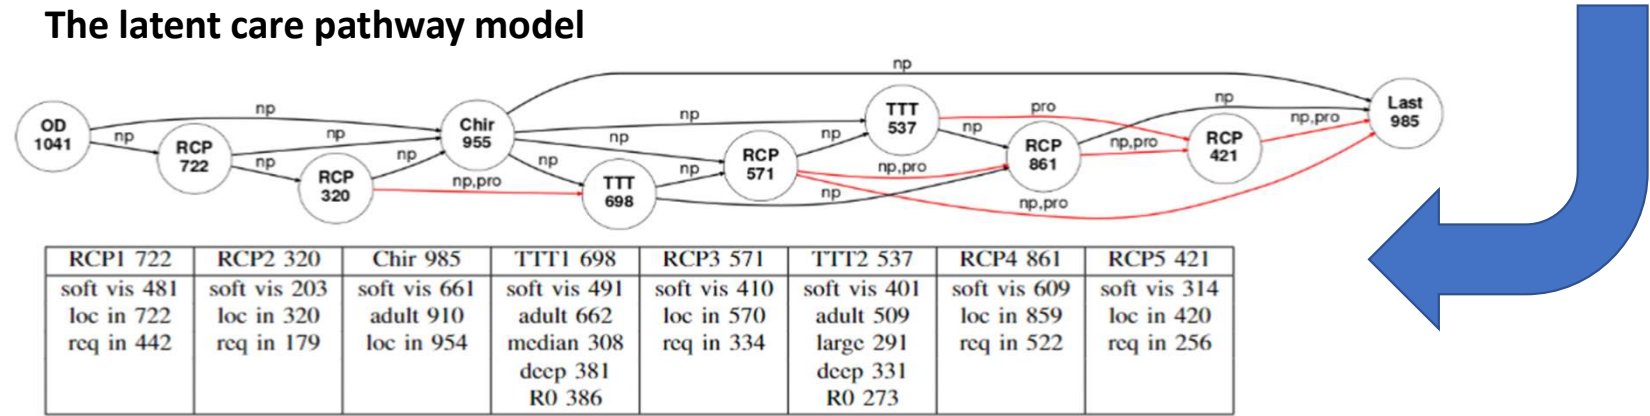 The latent care pathway model
OD
1041
np
np
RCP
722
np
np
RCP
320
np
np,pro
Chir
955
np
np
np
np
TTT
698
np
np
RCP
571
np
np,pro
np,pro
TTT
537
pro
np
RCP
861
np
np,pro
RCP
421
np,pro
Last
985
RCP1 722 RCP2 320 Chir 985 TTT1 698 RCP3 571 TTT2 537 RCP4 861 RCP5 421
soft vis 481 soft vis 203 soft vis 661 soft vis 491 soft vis 410 soft vis 401 soft vis 609 soft vis 314
loc in 722 loc in 320 adult 910 adult 662 loc in 570 adult 509 loc in 859 loc in 420
req in 442 req in 179 loc in 954 median 308 req in 334 large 291 req in 522 req in 256
deep 381 deep 331
R0 386 R0 273